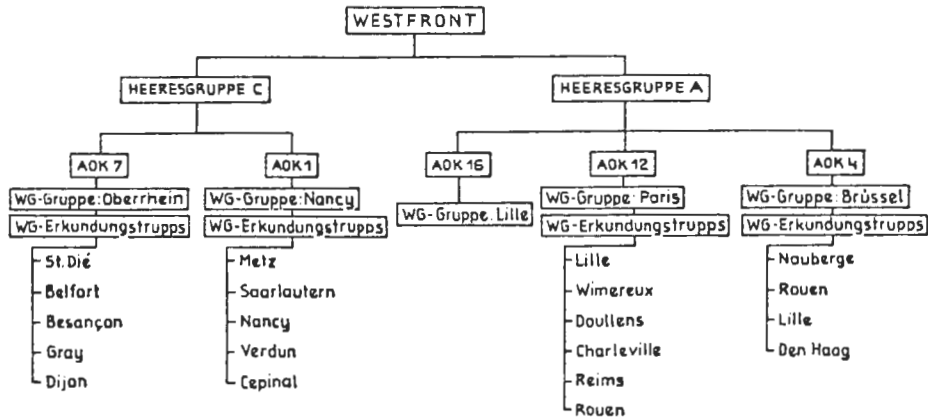 WESTFRONT
HEERESGRUPPE C
HEERESGRUPPE A
AOK 7
AOK 1
AOK 16
AOK 12
AOK 4
WG-Gruppe:Oberrhein
WG-Erkundungstrupps
St. Dié
Belfort
Besançon
Gray
Dijon
WG-Gruppe:Nancy
WG-Erkundungstrupps
Metz
Saarlautern
Nancy
Verdun
Cepinal
WG-Gruppe: Lille
WG-Gruppe: Paris
WG-Erkundungstrupps
Lille
Wimereux
Doullens
Charleville
Reims
Rouen
WG-Gruppe:Brüssel
WG-Erkundungstrupps
Nauberge
Rouen
Lille
Den Haag